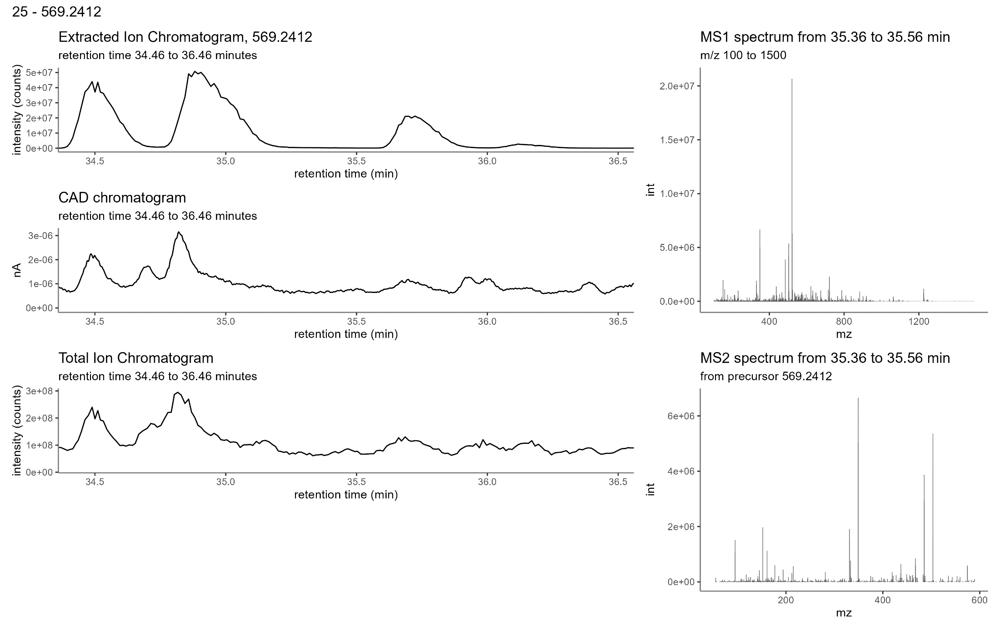 25 - 569.2412
Extracted Ion Chromatogram, 569.2412
retention time 34.46 to 36.46 minutes
intensity (counts)
5e+07
4e+07
3e+07
2e+07
1e+07
0e+00
34.5 35.0 35.5 36.0 36.5
retention time (min)
CAD chromatogram
retention time 34.46 to 36.46 minutes
nA
3e-06
2e-06
1e-06
0e+00
34.5 35.0 35.5 36.0 36.5
retention time (min)
Total Ion Chromatogram
retention time 34.46 to 36.46 minutes
intensity (counts)
3e+08
2e+08
1e+08
0e+00
34.5 35.0 35.5 36.0 36.5
retention time (min)
MS1 spectrum from 35.36 to 35.56 min
m/z 100 to 1500
int
2.0e+07
1.5e+07
1.0e+07
5.0e+06
0.0e+00
400 800 1200
mz
MS2 spectrum from 35.36 to 35.56 min
from precursor 569.2412
int
6e+06
4e+06
2e+06
0e+00
200 400 600
mz